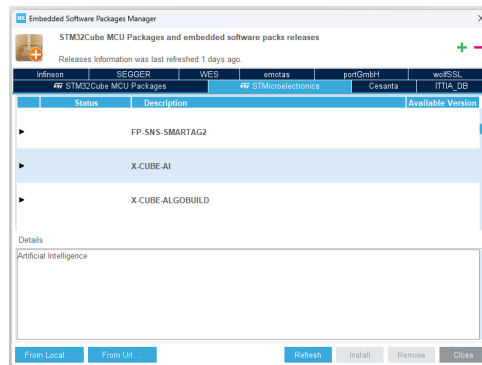 MX Embedded Software Packages Manager
STM32Cube MCU Packages and embedded software packs releases
Releases Information was last refreshed 1 days ago.
Infineon SEGGER WES emotas portGmbH wolfSSL
STM32Cube MCU Packages STMicroelectronics Cesanta ITTIA_DB
Status Description Available Version
FP-SNS-SMARTAG2
X-CUBE-AI
X-CUBE-ALGOBUILD
Details
Artificial Intelligence
From Local ... From Url ... Refresh Install Remove Close